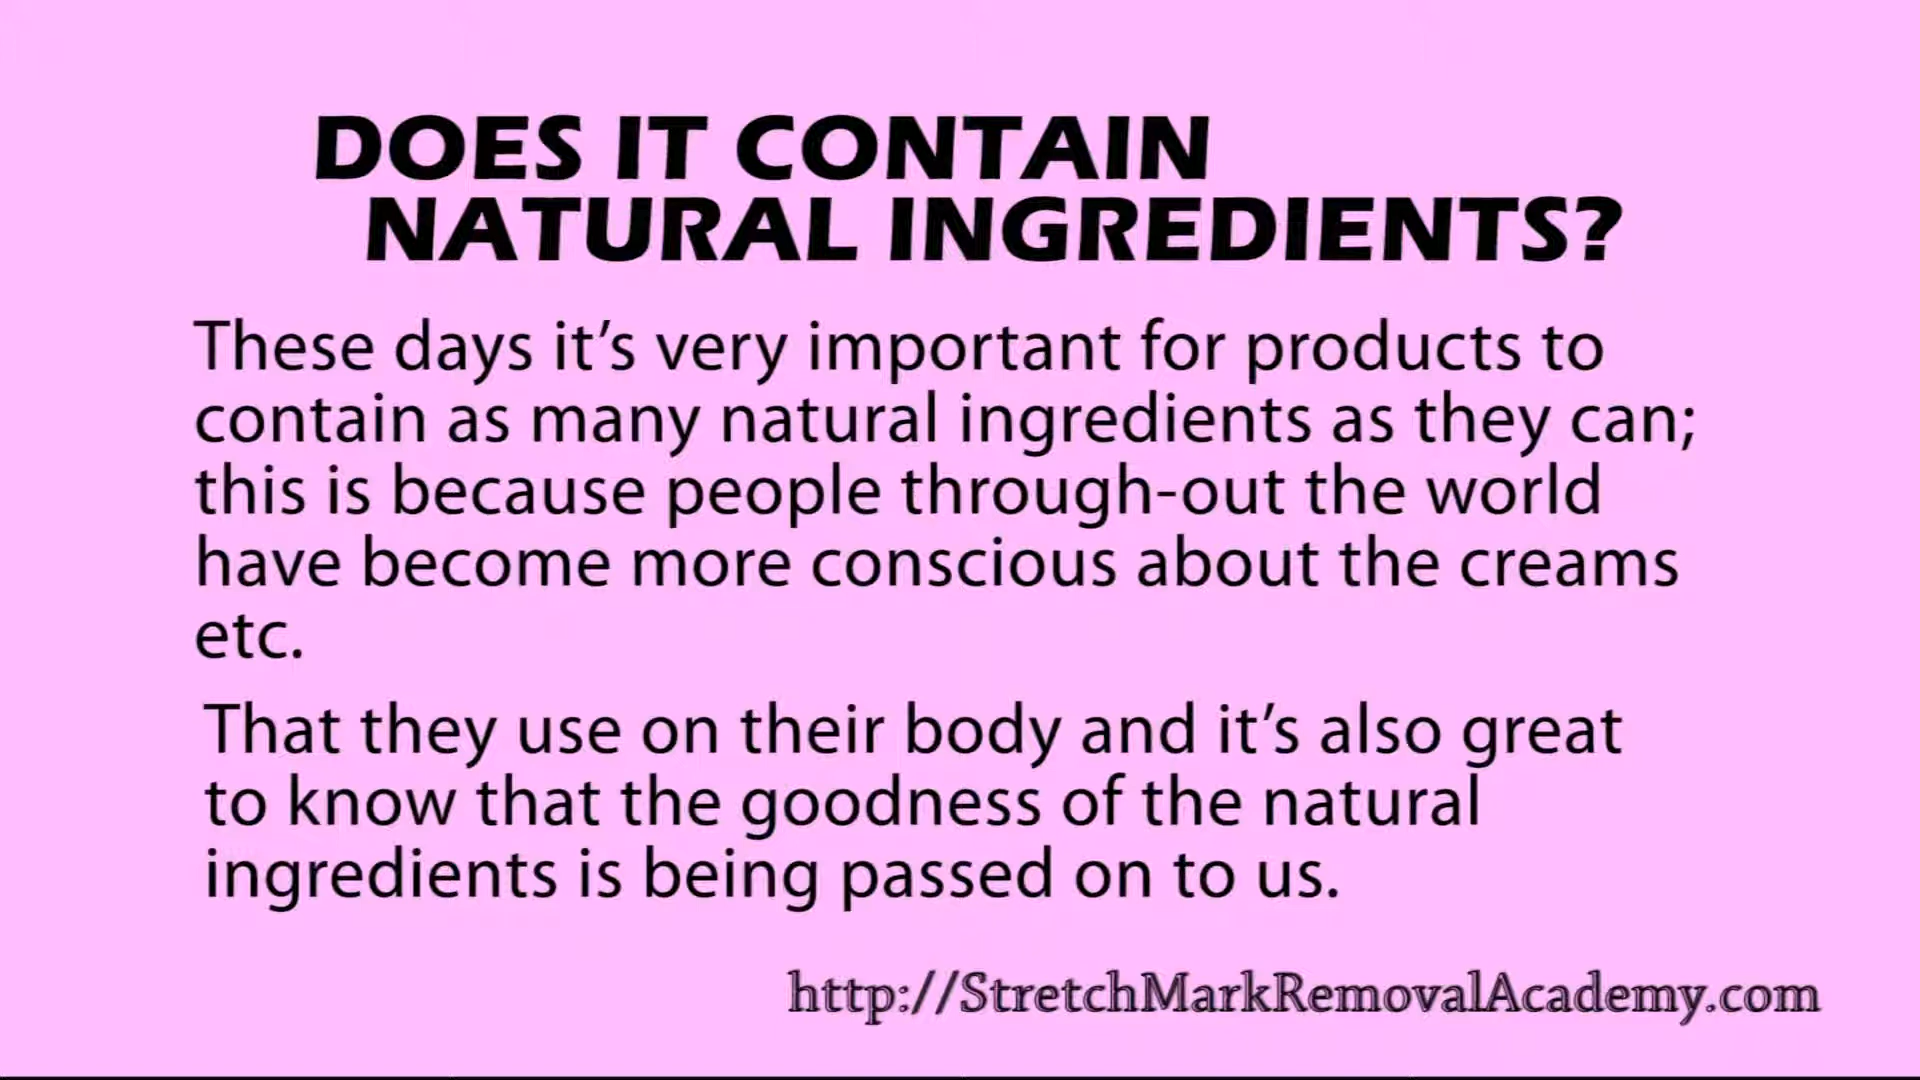 DOES IT CONTAIN
NATURAL INGREDIENTS?
These days it’s very important for products to
contain as many natural ingredients as they can;
this is because people through-out the world
have become more conscious about the creams
etc.
That they use on their body and it’s also great
to know that the goodness of the natural
ingredients is being passed on to us.
http://StretchMarkRemovalAcademy.com